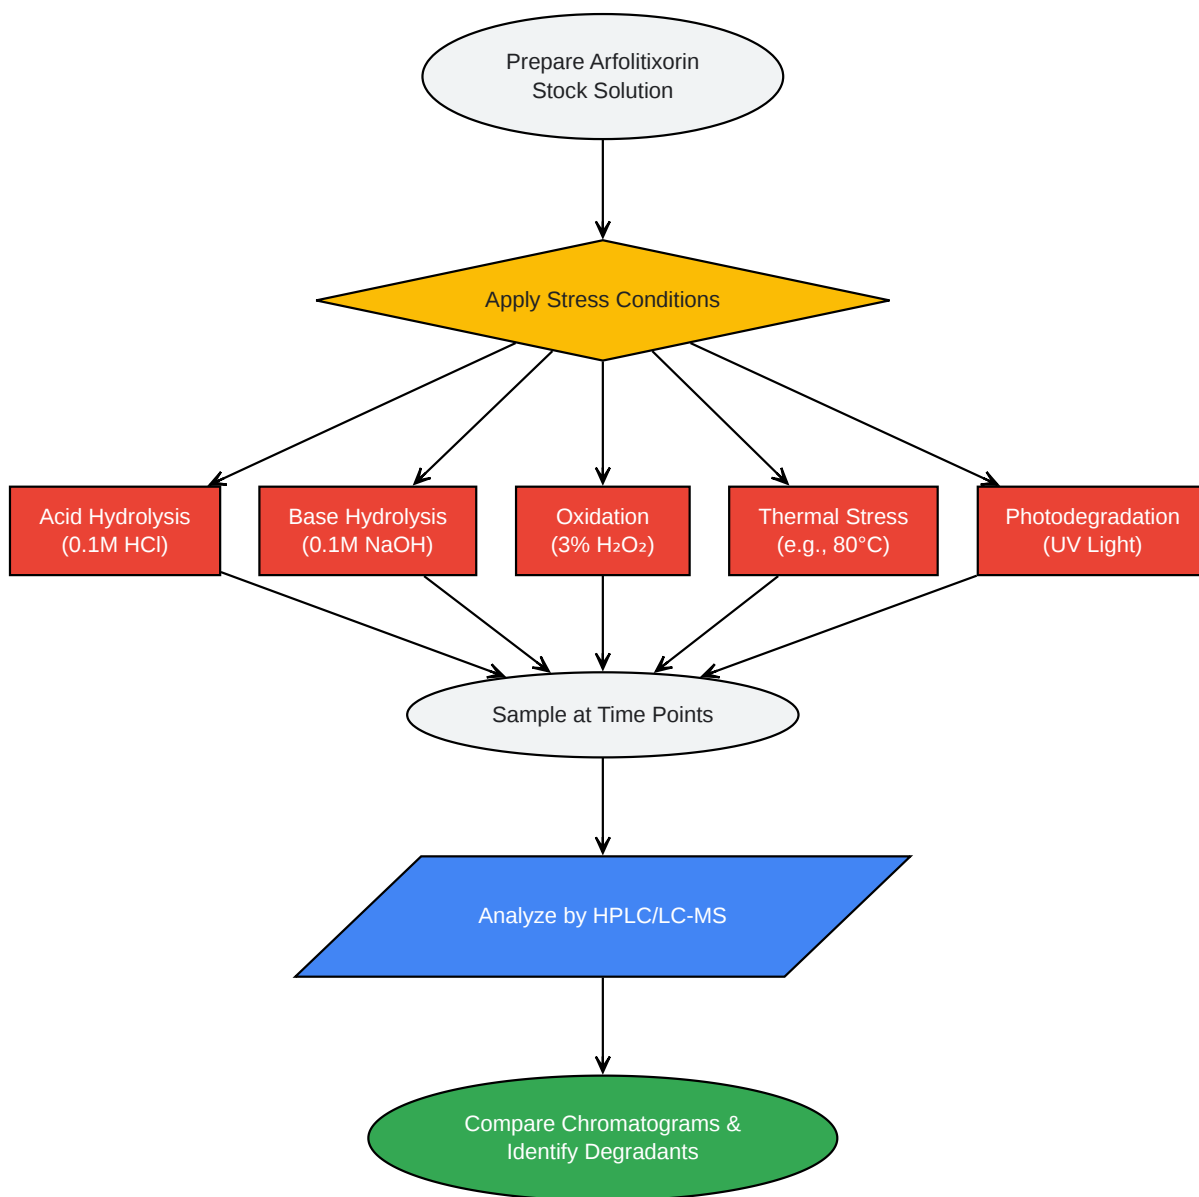 Prepare Arfolitixorin
Stock Solution
Apply Stress Conditions
Acid Hydrolysis
(0.1M HCl)
Base Hydrolysis
(0.1M NaOH)
Oxidation
(3% H₂O₂)
Thermal Stress
(e.g., 80°C)
Photodegradation
(UV Light)
Sample at Time Points
Analyze by HPLC/LC-MS
Compare Chromatograms &
Identify Degradants